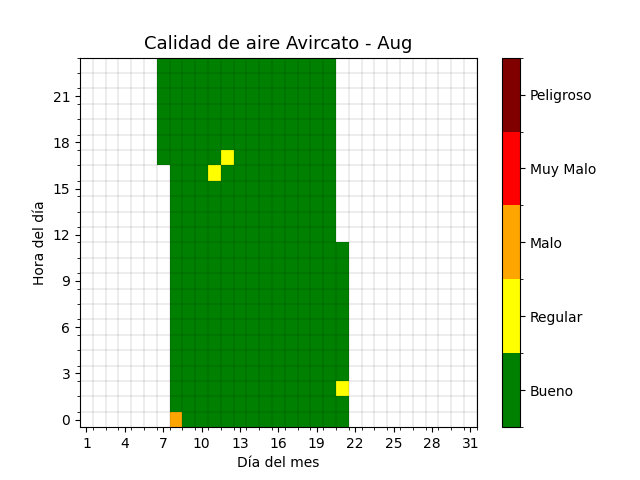 Calidad de aire Avircato - Aug
Hora del día
21
18
15
12
9
6
3
0
1 4 7 10 13 16 19 22 25 28 31
Día del mes
Peligroso
Muy Malo
Malo
Regular
Bueno